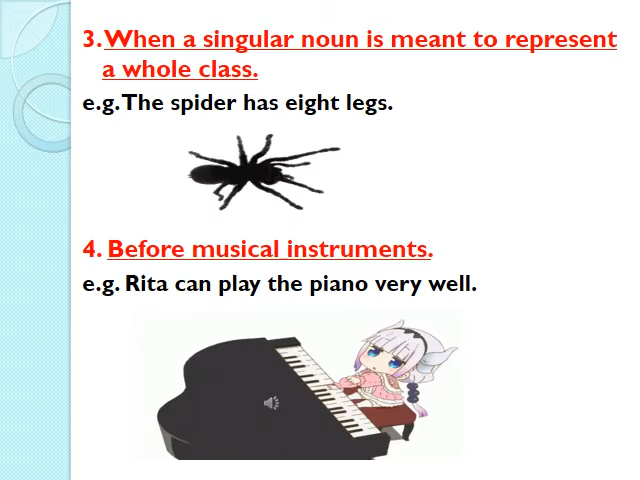 3. When a singular noun is meant to represent
a whole class.
e.g. The spider has eight legs.
4. Before musical instruments.
e.g. Rita can play the piano very well.